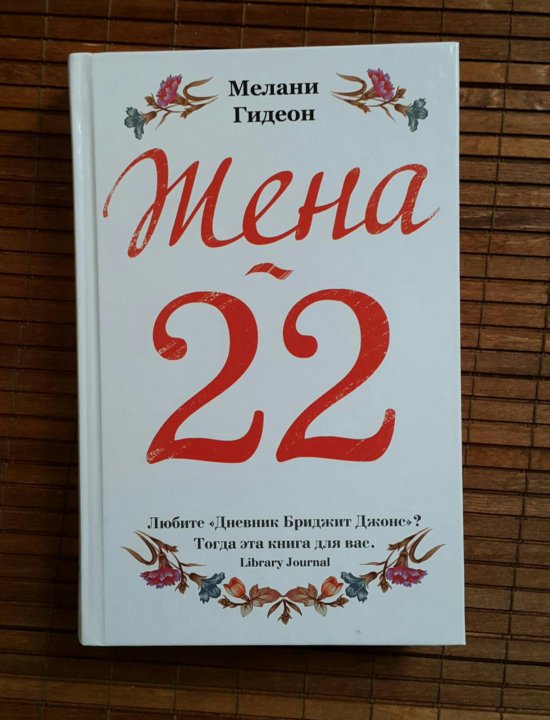 Мелани
Гидеон
Жена
~
22
Любите «Дневник Бриджит Джонс»?
Тогда эта книга для вас.
Library Journal